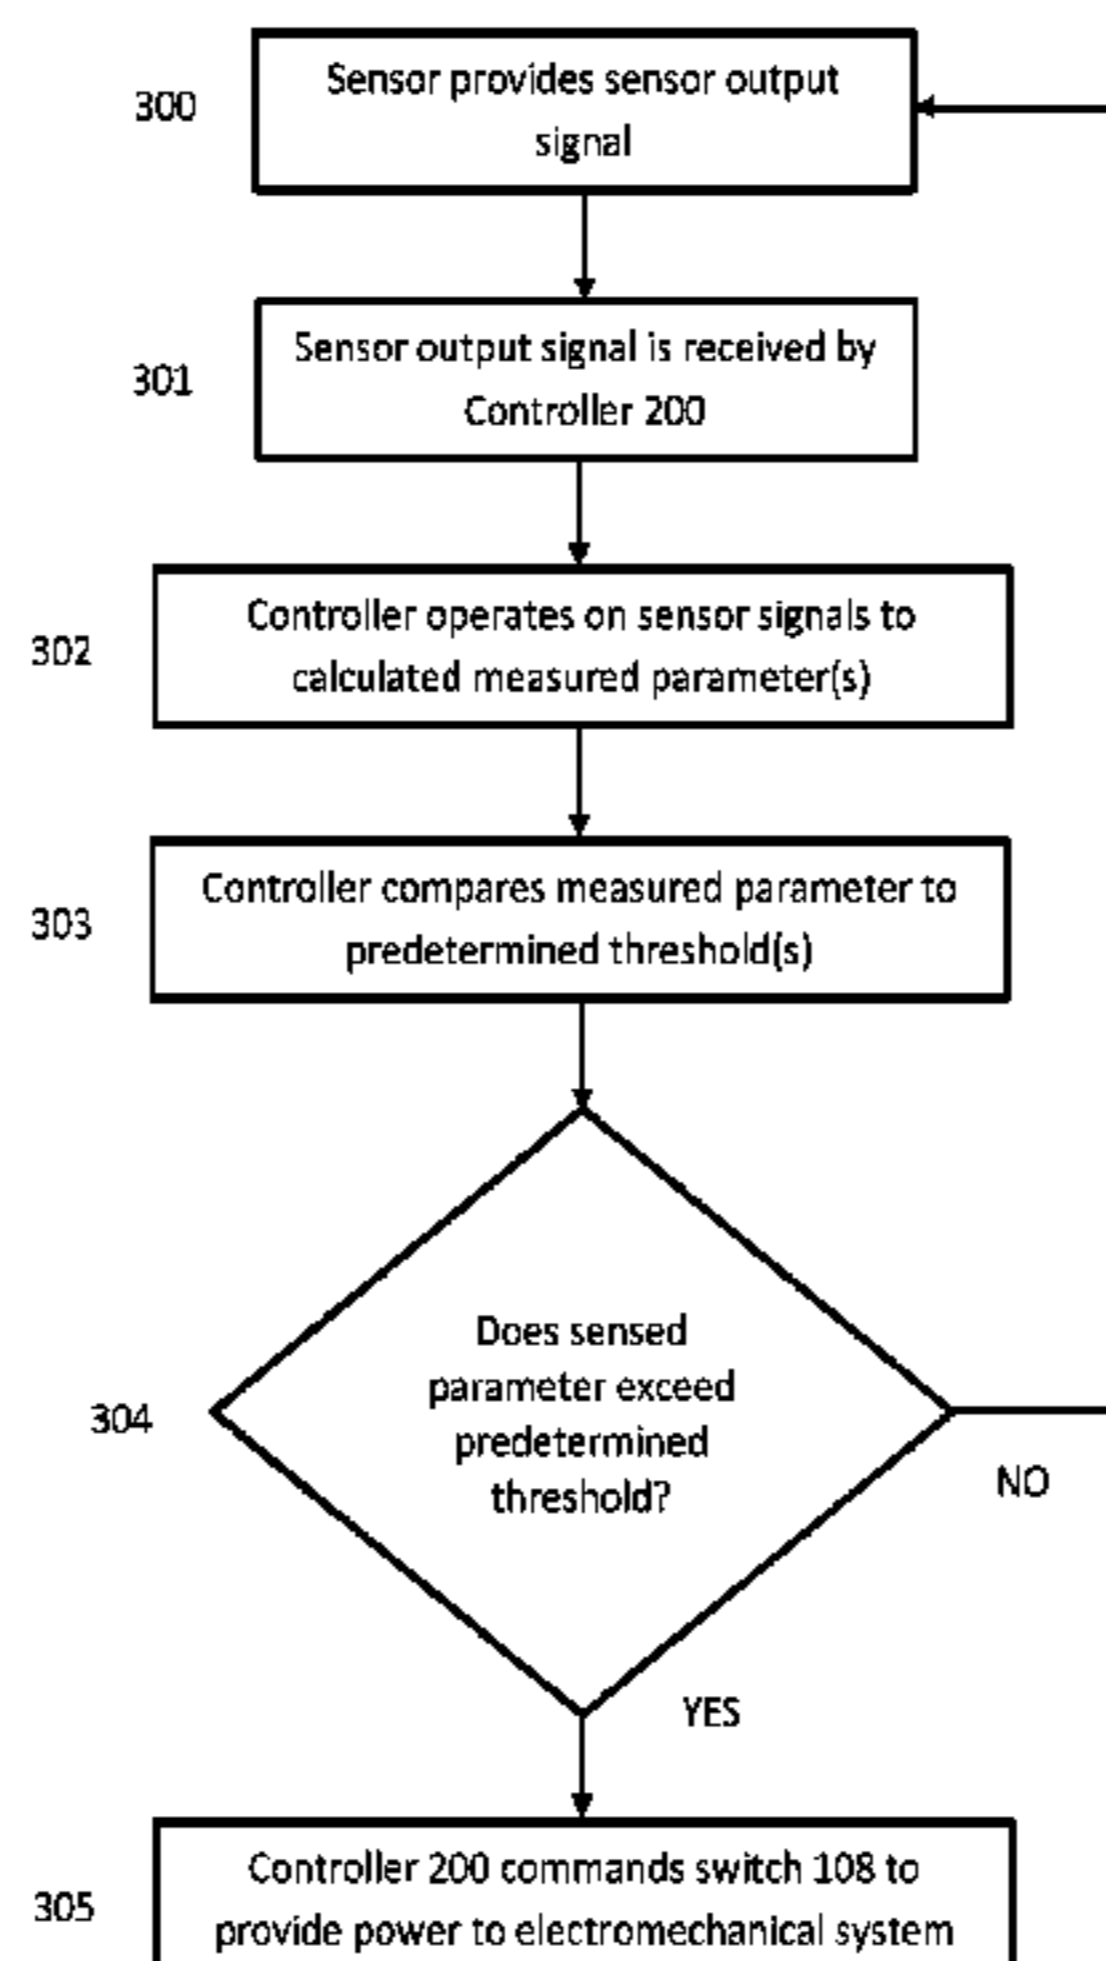 300
Sensor provides sensor output
signal
301
Sensor output signal is received by
Controller 200
302
Controller operates on sensor signals to
calculated measured parameter(s)
303
Controller compares measured parameter to
predetermined threshold(s)
304
Does sensed
parameter exceed
predetermined
threshold?
NO
YES
305
Controller 200 commands switch 108 to
provide power to electromechanical system